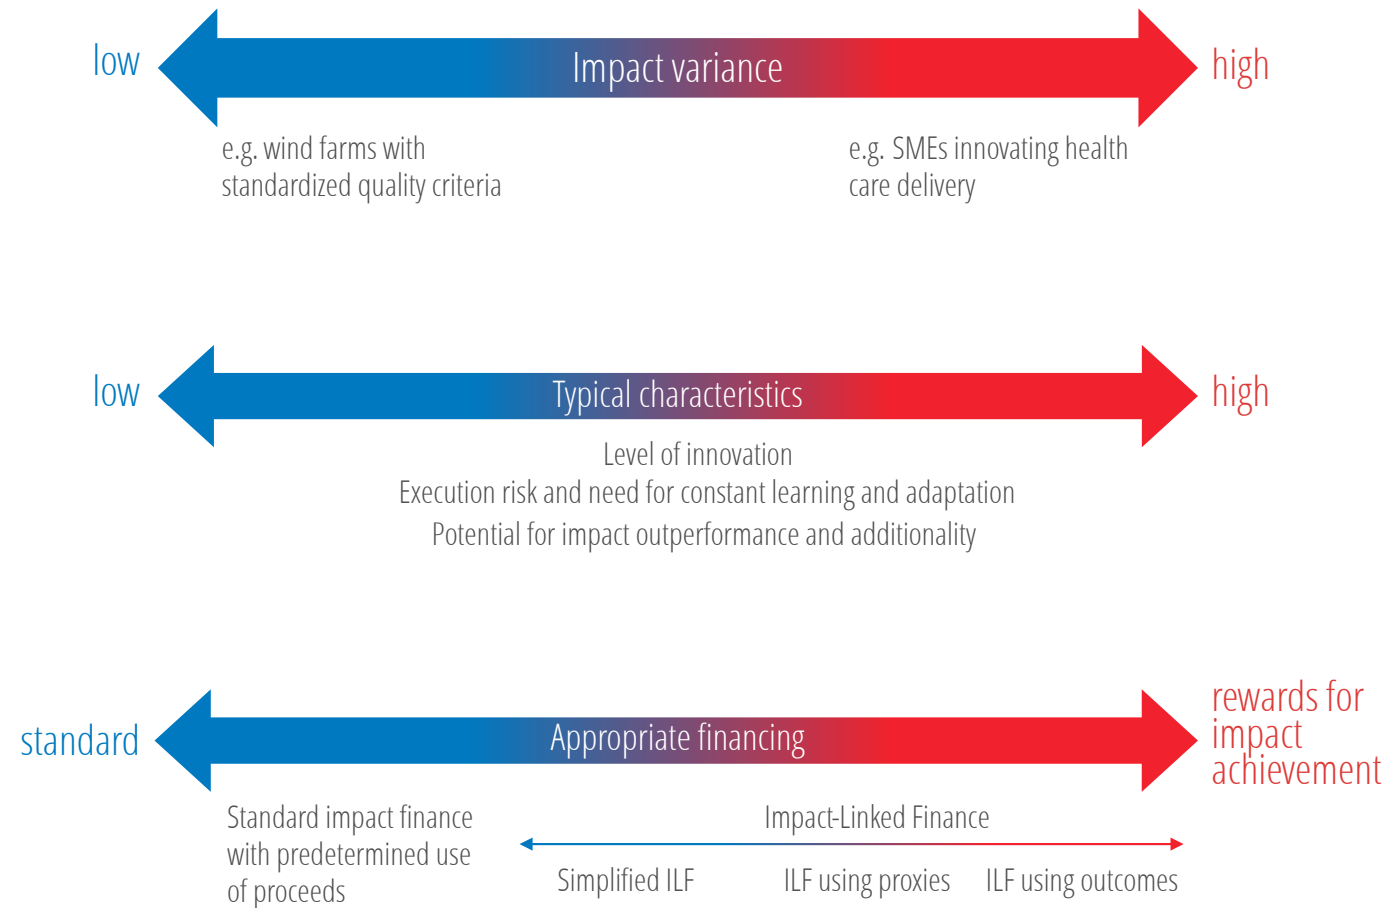 low
Impact variance
high
e.g. wind farms with
standardized quality criteria
e.g. SMEs innovating health
care delivery
low
Typical characteristics
high
Level of innovation
Execution risk and need for constant learning and adaptation
Potential for impact outperformance and additionality
standard
Appropriate financing
rewards for
impact
achievement
Standard impact finance
with predetermined use
of proceeds
Impact-Linked Finance
Simplified ILF
ILF using proxies
ILF using outcomes